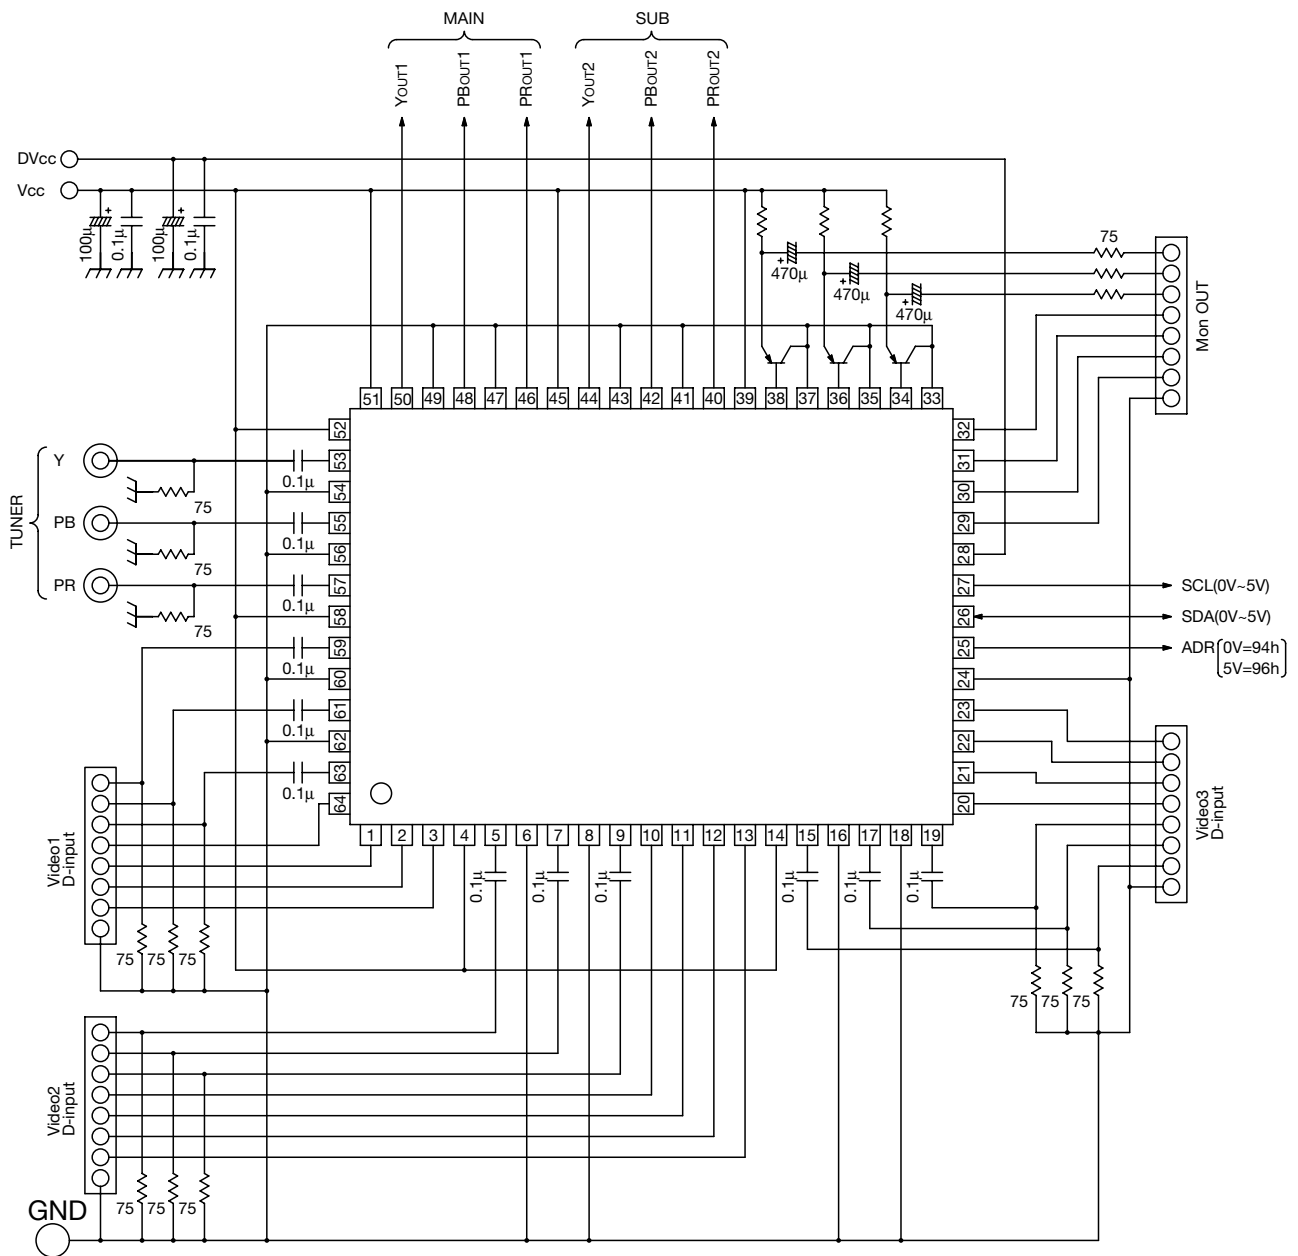 MAIN
SUB
YOUT1
PBOUT1
PROUT1
YOUT2
PBOUT2
PROUT2
DVcc
Vcc
+
100μ
0.1μ
+
100μ
0.1μ
75
+
470μ
+
470μ
+
470μ
Mon OUT
51 50 49 48 47 46 45 44 43 42 41 40 39 38 37 36 35 34 33
TUNER
Y
PB
PR
0.1μ
75
0.1μ
75
0.1μ
75
0.1μ
0.1μ
0.1μ
52
53
54
55
56
57
58
59
60
61
62
63
64
32
31
30
29
28
27
26
25
24
23
22
21
20
SCL(0V~5V)
SDA(0V~5V)
ADR
0V=94h
5V=96h
1 2 3 4 5 6 7 8 9 10 11 12 13 14 15 16 17 18 19
Video1
D-input
75 75 75
0.1μ
0.1μ
0.1μ
0.1μ
0.1μ
0.1μ
Video3
D-input
75 75 75
Video2
D-input
75 75 75
GND